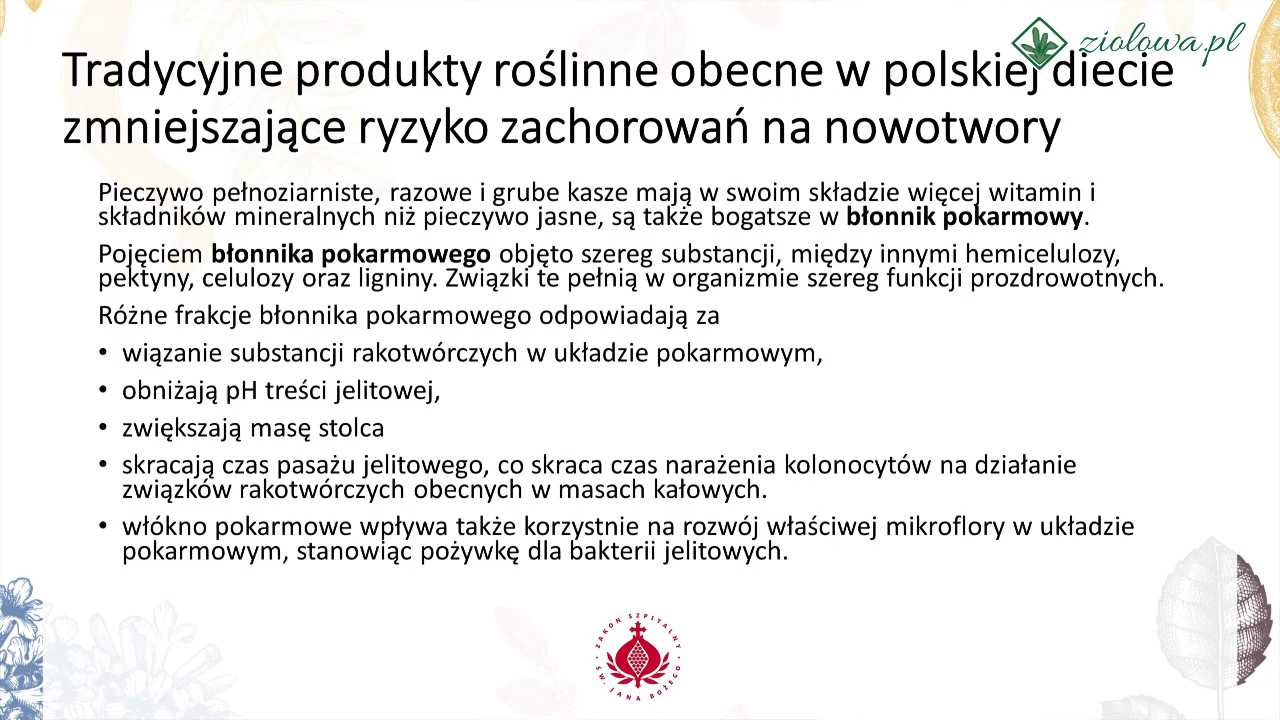 ziolowa.pl
Tradycyjne produkty roślinne obecne w polskiej diecie
zmniejszające ryzyko zachorowań na nowotwory
Pieczywo pełnoziarniste, razowe i grube kasze mają w swoim składzie więcej witamin i
składników mineralnych niż pieczywo jasne, są także bogatsze w błonnik pokarmowy.
Pojęciem błonnika pokarmowego objęto szereg substancji, między innymi hemicelulozy,
pektyny, celulozy oraz ligniny. Związki te pełnią w organizmie szereg funkcji prozdrowotnych.
Różne frakcje błonnika pokarmowego odpowiadają za
• wiązanie substancji rakotwórczych w układzie pokarmowym,
• obniżają pH treści jelitowej,
• zwiększają masę stolca
• skracają czas pasażu jelitowego, co skraca czas narażenia kolonocytów na działanie
związków rakotwórczych obecnych w masach kałowych.
• włókno pokarmowe wpływa także korzystnie na rozwój właściwej mikroflory w układzie
pokarmowym, stanowiąc pożywkę dla bakterii jelitowych.
ZAKON SZPITALNY
ŚW. JANA BOŻEGO